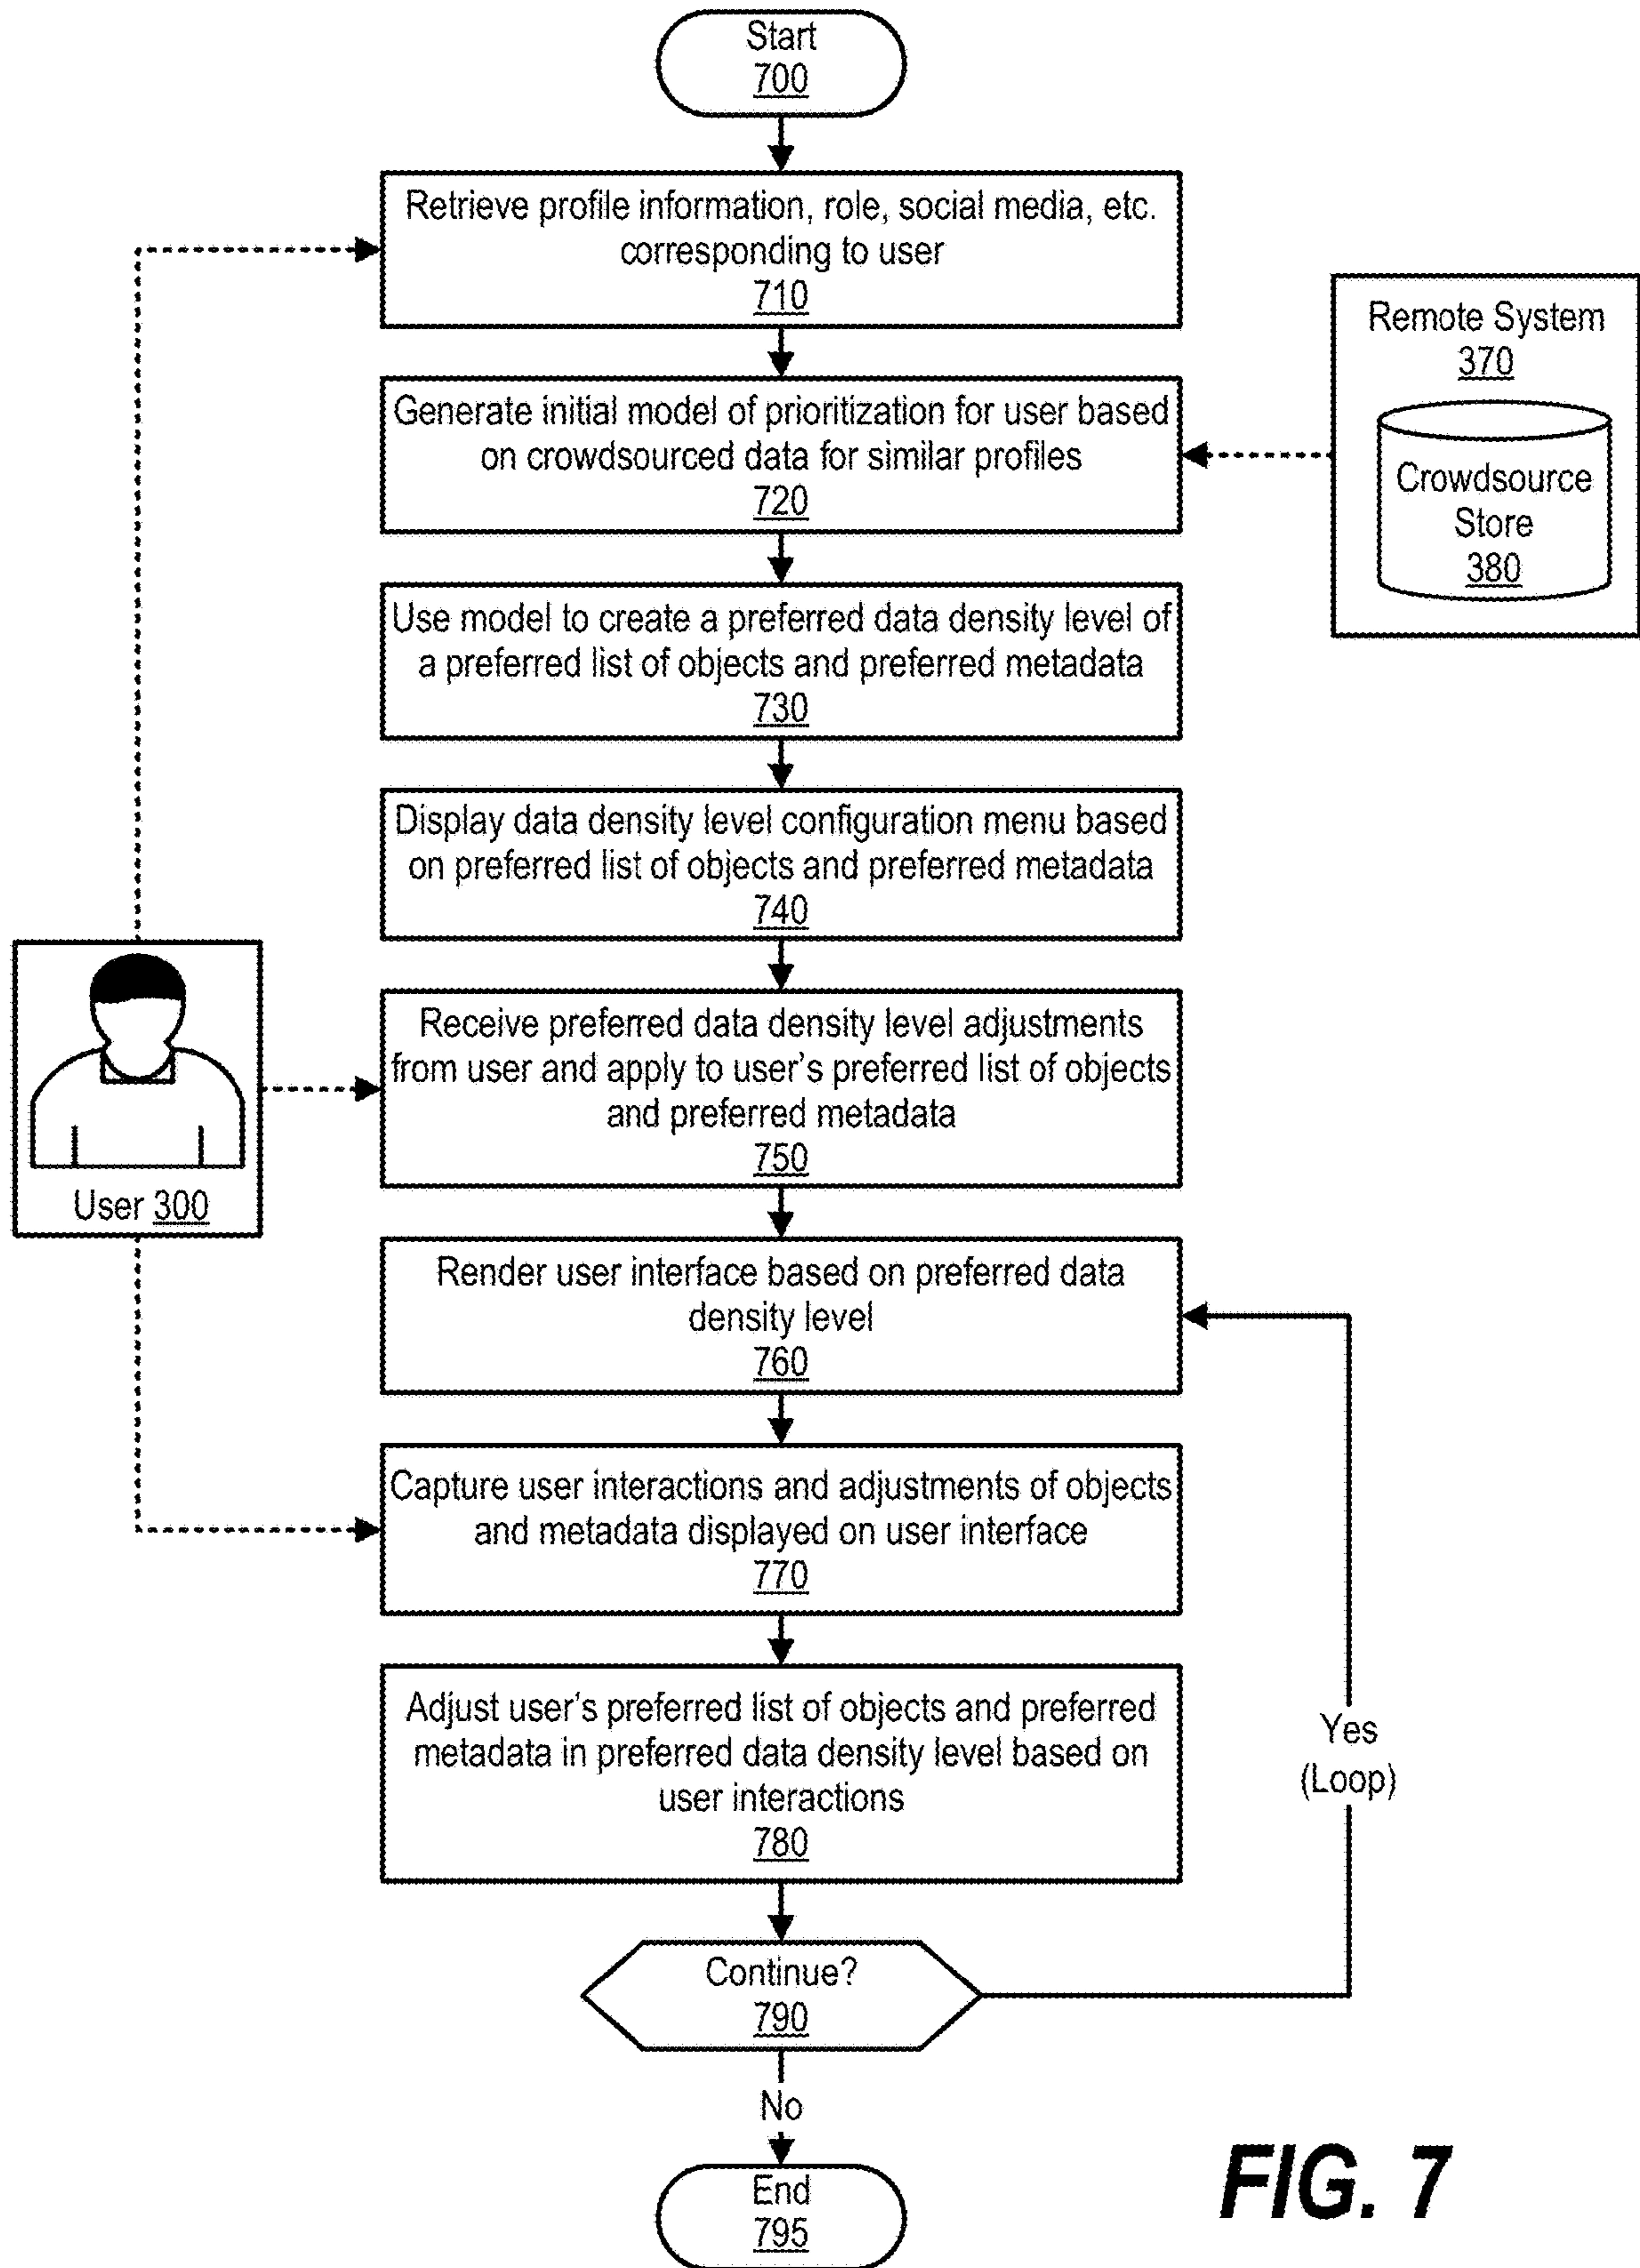 Start
700
Retrieve profile information, role, social media, etc.
corresponding to user
710
Remote System
370
Crowdsource
Store
380
Generate initial model of prioritization for user based
on crowdsourced data for similar profiles
720
Use model to create a preferred data density level of
a preferred list of objects and preferred metadata
730
Display data density level configuration menu based
on preferred list of objects and preferred metadata
740
User 300
Receive preferred data density level adjustments
from user and apply to user's preferred list of objects
and preferred metadata
750
Render user interface based on preferred data
density level
760
Capture user interactions and adjustments of objects
and metadata displayed on user interface
770
Adjust user's preferred list of objects and preferred
metadata in preferred data density level based on
user interactions
780
Yes
(Loop)
Continue?
790
No
End
795
FIG. 7